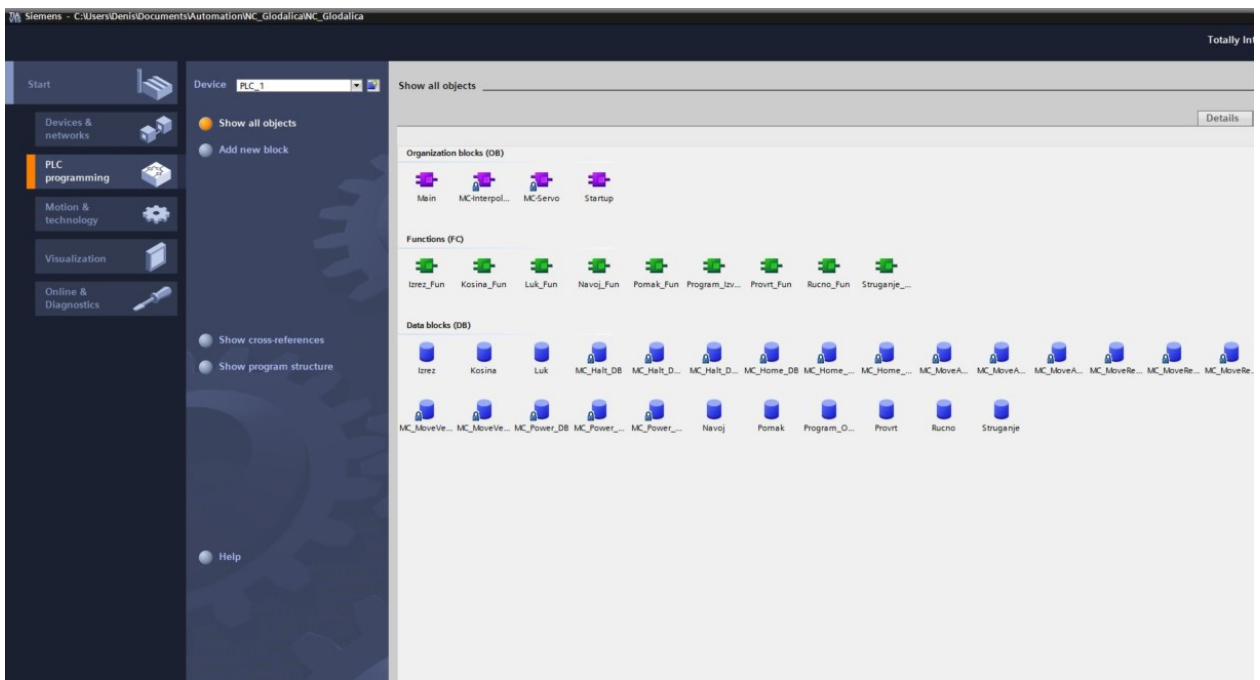 Siemens - C:\Users\Denis\Documents\Automation\NC_Glodalica\NC_Glodalica
Totally Int
Start
Devices &
networks
PLC
programming
Motion &
technology
Visualization
Online &
Diagnostics
Device PLC_1
Show all objects
Add new block
Show cross-references
Show program structure
Help
Show all objects
Details
Organization blocks (OB)
Main MC-Interpol... MC-Servo Startup
Functions (FC)
Izrez_Fun Kosina_Fun Luk_Fun Navoj_Fun Pomak_Fun Program_Izv... Provrt_Fun Rucno_Fun Struganje_...
Data blocks (DB)
Izrez Kosina Luk MC_Halt_DB MC_Halt_D... MC_Halt_D... MC_Home_DB MC_Home_... MC_Home_... MC_MoveA... MC_MoveA... MC_MoveA... MC_MoveRe... MC_MoveRe... MC_MoveRe.
MC_MoveVe... MC_MoveVe... MC_Power_DB MC_Power_... MC_Power_... Navoj Pomak Program_O... Provrt Rucno Struganje